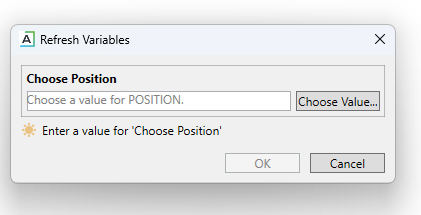 Refresh Variables
Choose Position
Choose a value for POSITION.
Choose Value...
Enter a value for 'Choose Position'
OK
Cancel